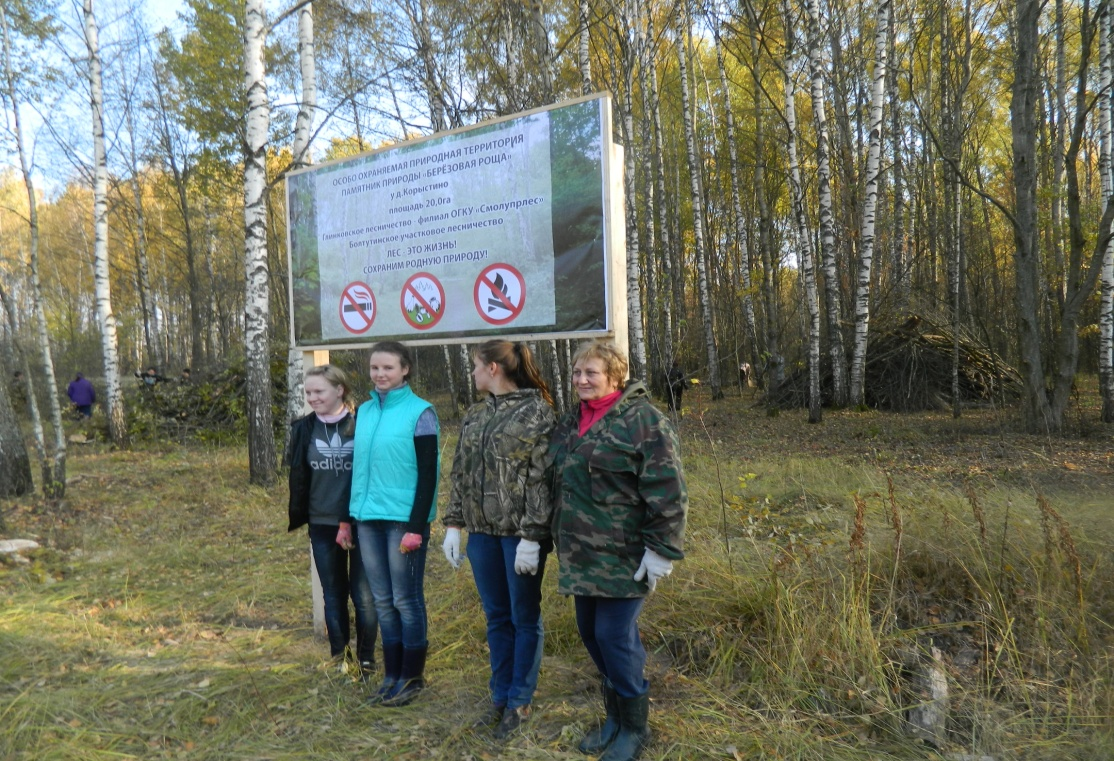 ОСОБО ОХРАНЯЕМАЯ ПРИРОДНАЯ ТЕРРИТОРИЯ
ПАМЯТНИК ПРИРОДЫ «БЕРЁЗОВАЯ РОЩА"
у д.Корыстино
площадь 20,0га
Глинковское лесничество - филиал ОГКУ «Смолупрлес»
Болтутинское участковое лесничество
ЛЕС - ЭТО ЖИЗНЬ!
СОХРАНИМ РОДНУЮ ПРИРОДУ!
adidas